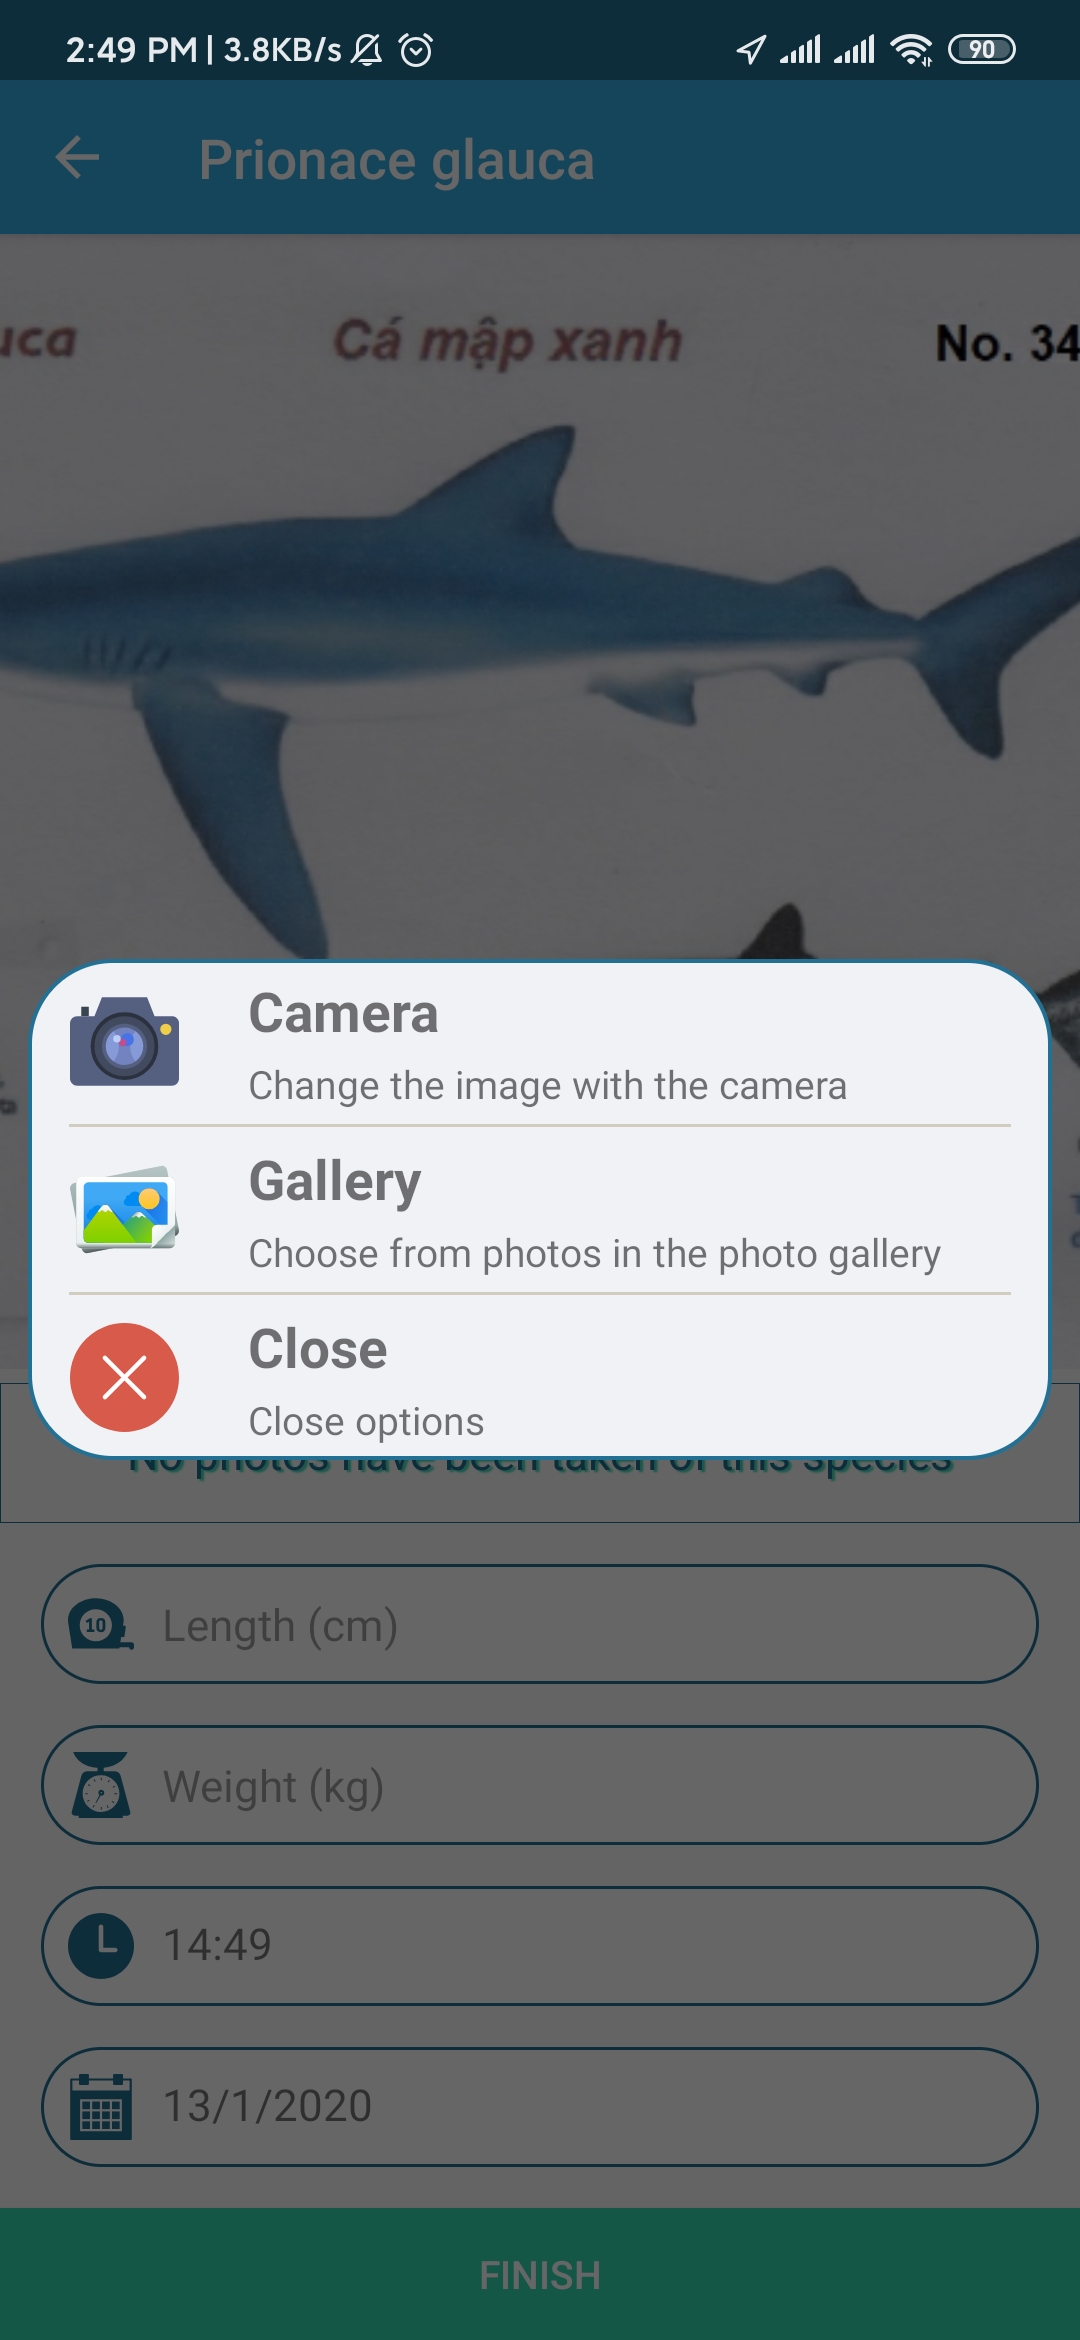 2:49 PM | 3.8KB/s
90
Prionace glauca
uca
Cá mập xanh
No. 34
Camera
Change the image with the camera
Gallery
Choose from photos in the photo gallery
Close
Close options
No photos have been taken of this species
10
Length (cm)
Weight (kg)
14:49
13/1/2020
FINISH